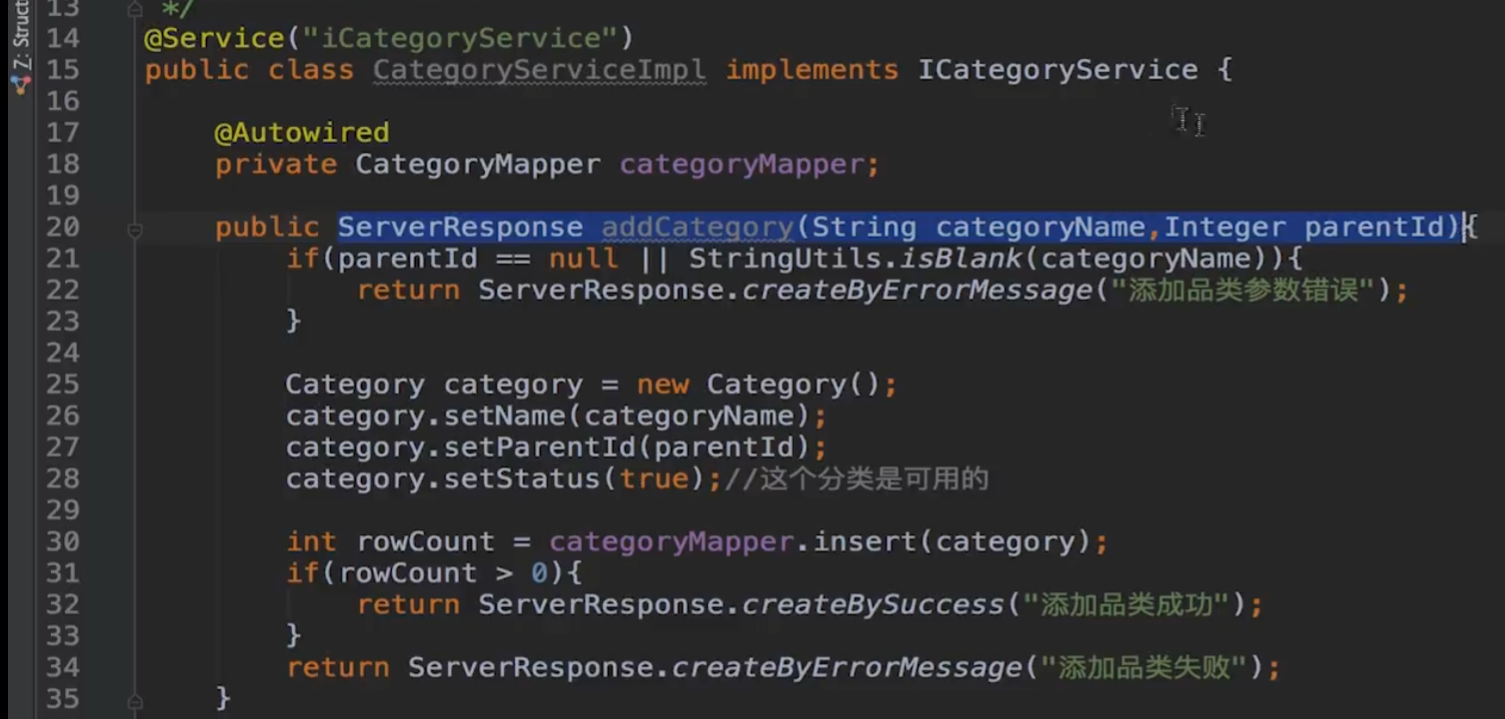 Z: Struct
13 */
14 @Service("iCategoryService")
15 public class CategoryServiceImpl implements ICategoryService {
16
17 @Autowired
18 private CategoryMapper categoryMapper;
19
20 public ServerResponse addCategory(String categoryName,Integer parentId){
21 if(parentId == null || StringUtils.isBlank(categoryName)){
22 return ServerResponse.createByErrorMessage("添加品类参数错误");
23 }
24
25 Category category = new Category();
26 category.setName(categoryName);
27 category.setParentId(parentId);
28 category.setStatus(true);//这个分类是可用的
29
30 int rowCount = categoryMapper.insert(category);
31 if(rowCount > 0){
32 return ServerResponse.createBySuccess("添加品类成功");
33 }
34 return ServerResponse.createByErrorMessage("添加品类失败");
35 }